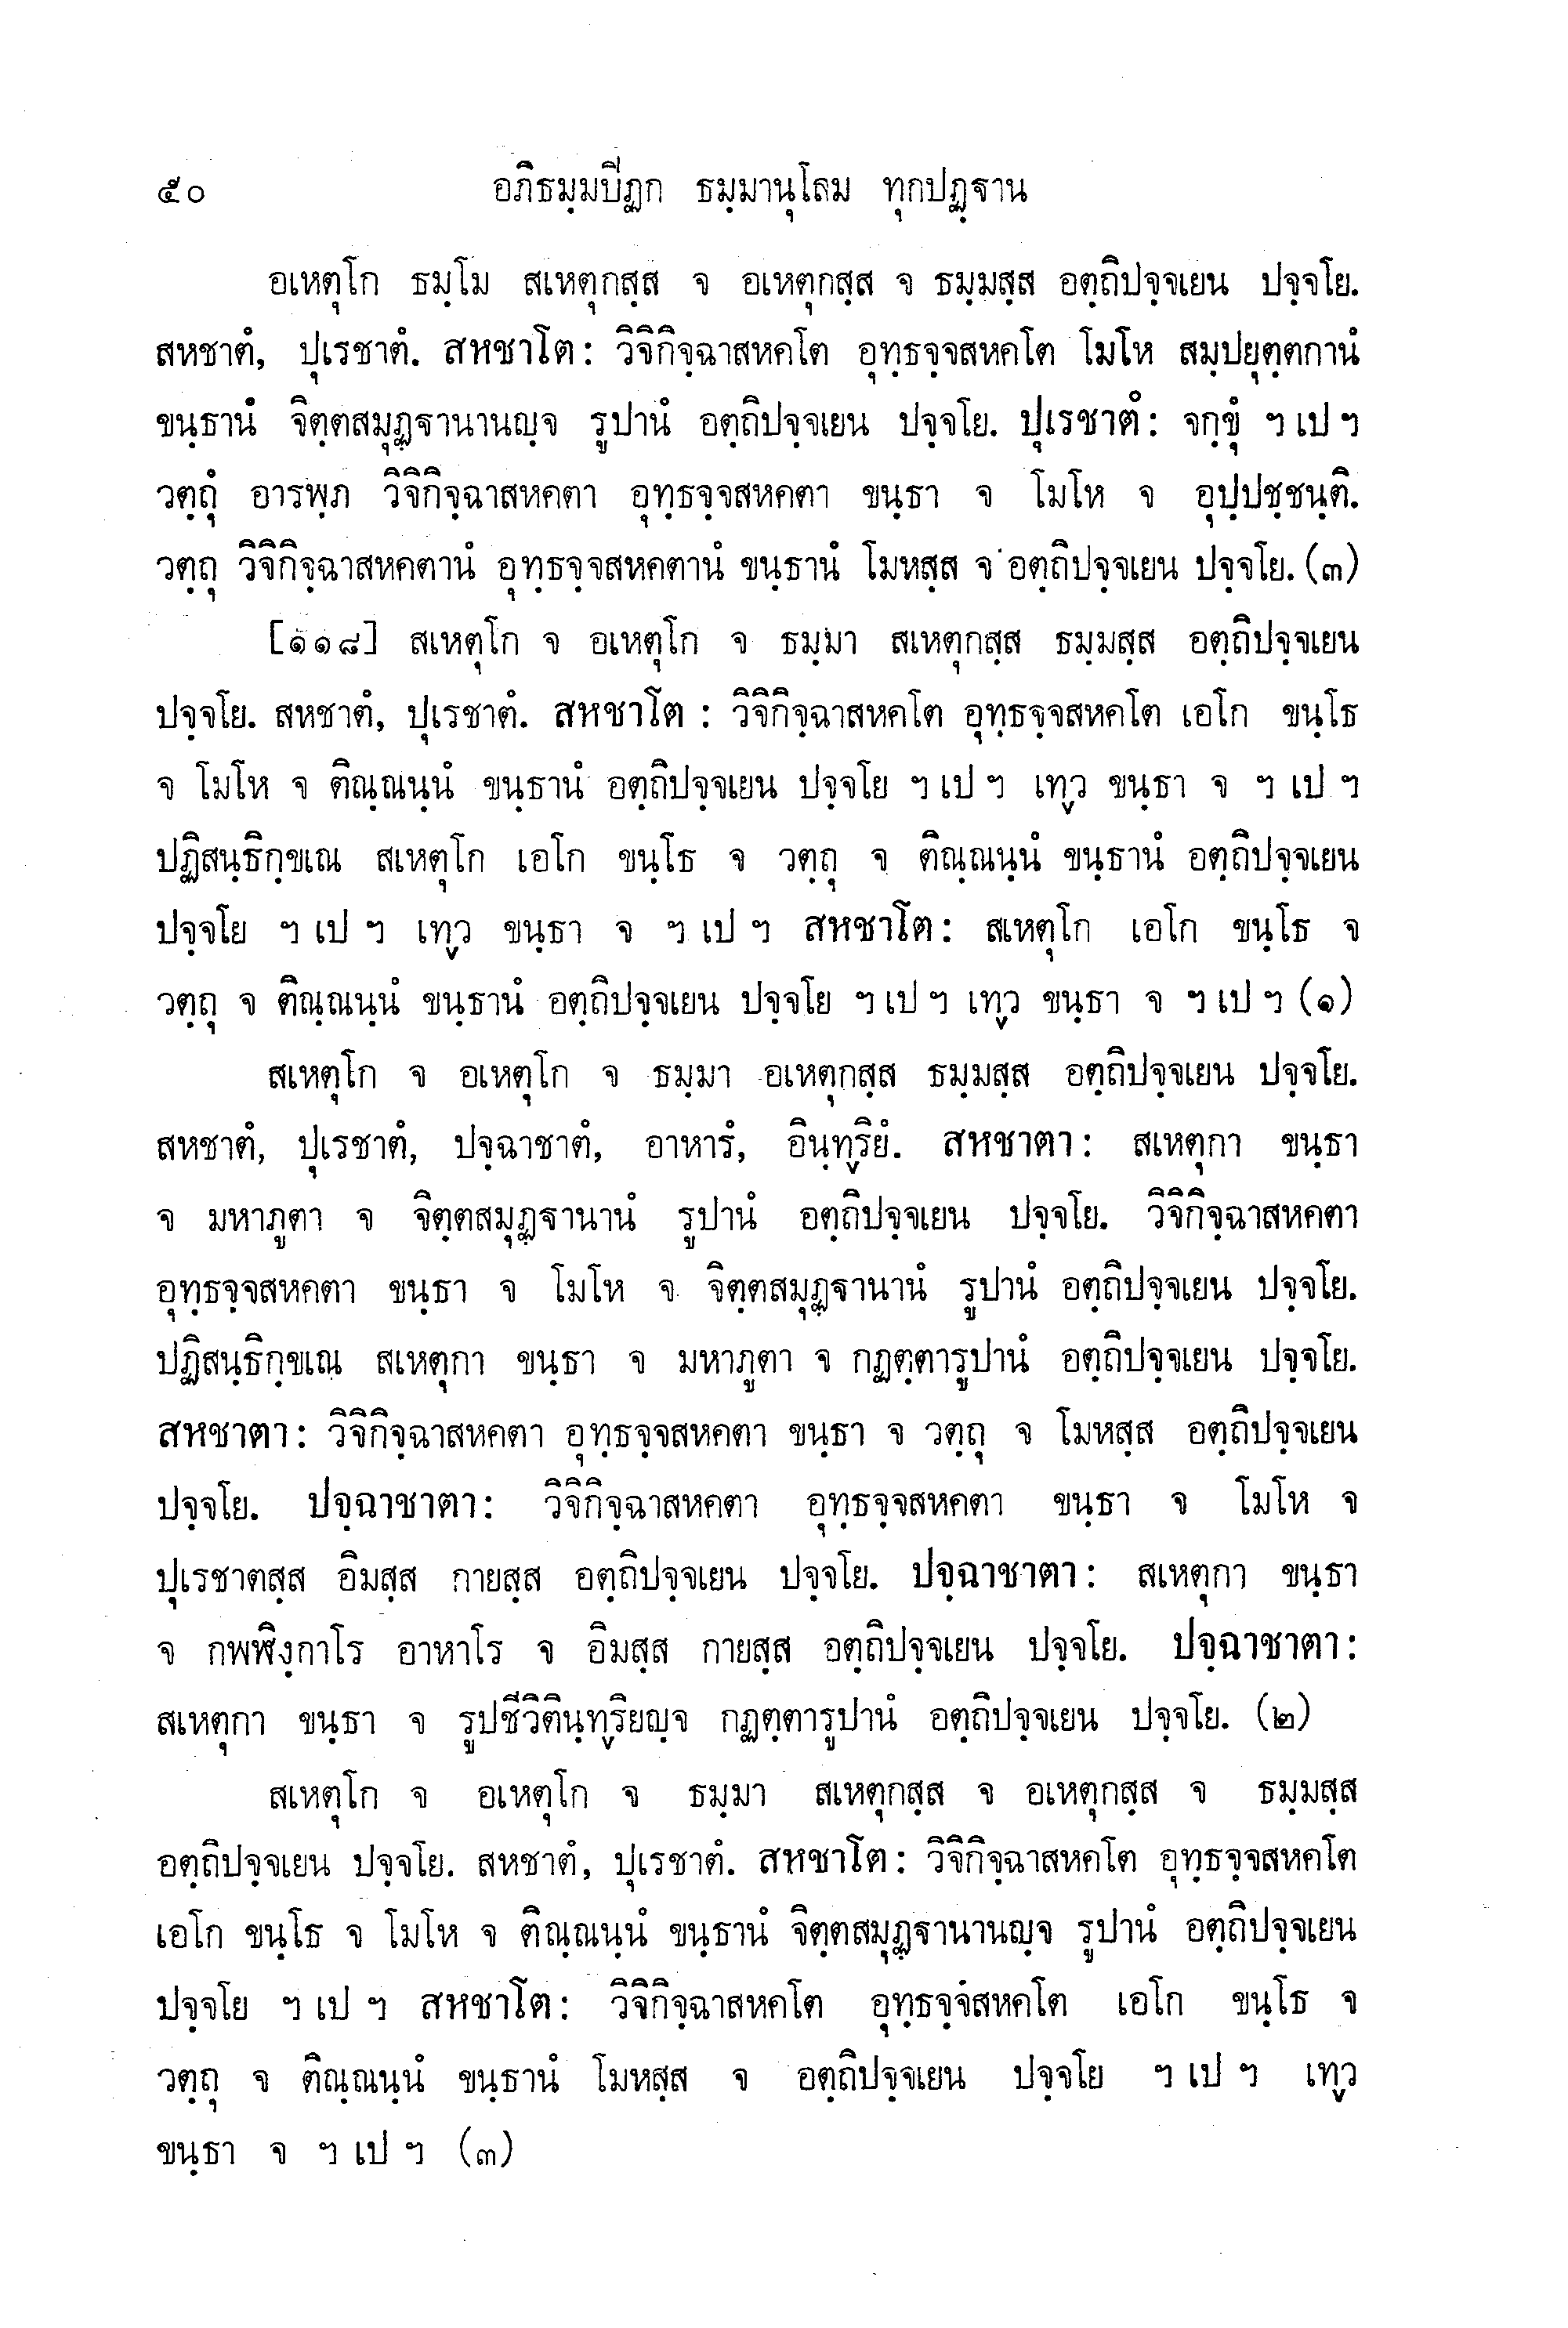 ๕๐ อภิธมฺมปีฏก ธมฺมานุโลม ทุกปฏฺฐาน
อเหตุโก ธมฺโม สเหตุกสฺส จ อเหตุกสฺส จ ธมฺมสฺส อตฺถิปจฺจเยน ปจฺจโย.
สหชาตํ, ปุเรชาตํ. สหชาโต: วิจิกิจฺฉาสหคโต อุทฺธจฺจสหคโต โมโห สมฺปยุตฺตกานํ
ขนฺธานํ จิตฺตสมุฏฺฐานานญฺจ รูปานํ อตฺถิปจฺจเยน ปจฺจโย. ปุเรชาตํ: จกฺขุํ ฯ เป ฯ
วตฺถุํ อารพฺภ วิจิกิจฺฉาสหคตา อุทฺธจฺจสหคตา ขนฺธา จ โมโห จ อุปฺปชฺชนฺติ.
วตฺถุ วิจิกิจฺฉาสหคตานํ อุทฺธจฺจสหคตานํ ขนฺธานํ โมหสฺส จ อตฺถิปจฺจเยน ปจฺจโย. (๓)
[๑๑๘] สเหตุโก จ อเหตุโก จ ธมฺมา สเหตุกสฺส ธมฺมสฺส อตฺถิปจฺจเยน
ปจฺจโย. สหชาตํ, ปุเรชาตํ. สหชาโต: วิจิกิจฺฉาสหคโต อุทฺธจฺจสหคโต เอโก ขนฺโธ
จ โมโห จ ติณฺณนฺนํ ขนฺธานํ อตฺถิปจฺจเยน ปจฺจโย ฯ เป ฯ เทฺว ขนฺธา จ ฯ เป ฯ
ปฏิสนฺธิกฺขเณ สเหตุโก เอโก ขนฺโธ จ วตฺถุ จ ติณฺณนฺนํ ขนฺธานํ อตฺถิปจฺจเยน
ปจฺจโย ฯ เป ฯ เทฺว ขนฺธา จ ฯ เป ฯ สหชาโต: สเหตุโก เอโก ขนฺโธ จ
วตฺถุ จ ติณฺณนฺนํ ขนฺธานํ อตฺถิปจฺจเยน ปจฺจโย ฯ เป ฯ เทฺว ขนฺธา จ ฯ เป ฯ (๑)
สเหตุโก จ อเหตุโก จ ธมฺมา อเหตุกสฺส ธมฺมสฺส อตฺถิปจฺจเยน ปจฺจโย.
สหชาตํ, ปุเรชาตํ, ปจฺฉาชาตํ, อาหารํ, อินฺทฺริยํ. สหชาตา: สเหตุกา ขนฺธา
จ มหาภูตา จ จิตฺตสมุฏฺฐานานํ รูปานํ อตฺถิปจฺจเยน ปจฺจโย. วิจิกิจฺฉาสหคตา
อุทฺธจฺจสหคตา ขนฺธา จ โมโห จ จิตฺตสมุฏฺฐานานํ รูปานํ อตฺถิปจฺจเยน ปจฺจโย.
ปฏิสนฺธิกฺขเณ สเหตุกา ขนฺธา จ มหาภูตา จ กฏตฺตารูปานํ อตฺถิปจฺจเยน ปจฺจโย.
สหชาตา: วิจิกิจฺฉาสหคตา อุทฺธจฺจสหคตา ขนฺธา จ วตฺถุ จ โมหสฺส อตฺถิปจฺจเยน
ปจฺจโย. ปจฺฉาชาตา: วิจิกิจฺฉาสหคตา อุทฺธจฺจสหคตา ขนฺธา จ โมโห จ
ปุเรชาตสฺส อิมสฺส กายสฺส อตฺถิปจฺจเยน ปจฺจโย. ปจฺฉาชาตา: สเหตุกา ขนฺธา
จ กพฬิงฺกาโร อาหาโร จ อิมสฺส กายสฺส อตฺถิปจฺจเยน ปจฺจโย. ปจฺฉาชาตา:
สเหตุกา ขนฺธา จ รูปชีวิตินฺทฺริยญฺจ กฏตฺตารูปานํ อตฺถิปจฺจเยน ปจฺจโย. (๒)
สเหตุโก จ อเหตุโก จ ธมฺมา สเหตุกสฺส จ อเหตุกสฺส จ ธมฺมสฺส
อตฺถิปจฺจเยน ปจฺจโย. สหชาตํ, ปุเรชาตํ. สหชาโต: วิจิกิจฺฉาสหคโต อุทฺธจฺจสหคโต
เอโก ขนฺโธ จ โมโห จ ติณฺณนฺนํ ขนฺธานํ จิตฺตสมุฏฺฐานานญฺจ รูปานํ อตฺถิปจฺจเยน
ปจฺจโย ฯ เป ฯ สหชาโต: วิจิกิจฺฉาสหคโต อุทฺธจฺจสหคโต เอโก ขนฺโธ จ
วตฺถุ จ ติณฺณนฺนํ ขนฺธานํ โมหสฺส จ อตฺถิปจฺจเยน ปจฺจโย ฯ เป ฯ เทฺว
ขนฺธา จ ฯ เป ฯ (๓)